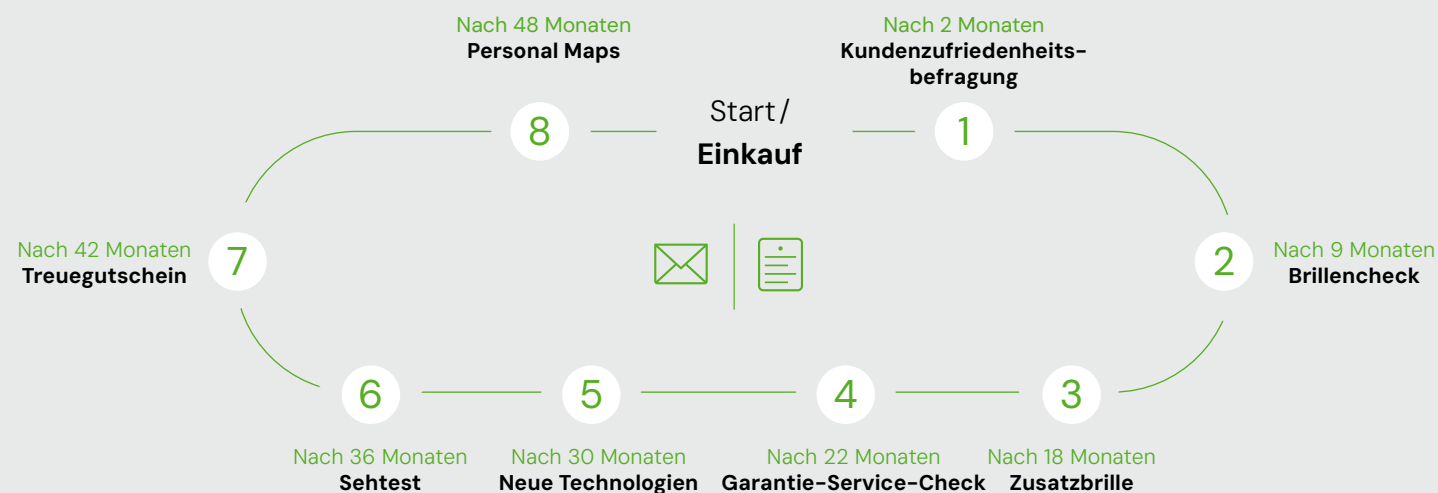 Start/
Einkauf
1
Nach 2 Monaten
Kundenzufriedenheits-
befragung
2
Nach 9 Monaten
Brillencheck
3
Nach 18 Monaten
Zusatzbrille
4
Nach 22 Monaten
Garantie-Service-Check
5
Nach 30 Monaten
Neue Technologien
6
Nach 36 Monaten
Sehtest
7
Nach 42 Monaten
Treuegutschein
8
Nach 48 Monaten
Personal Maps